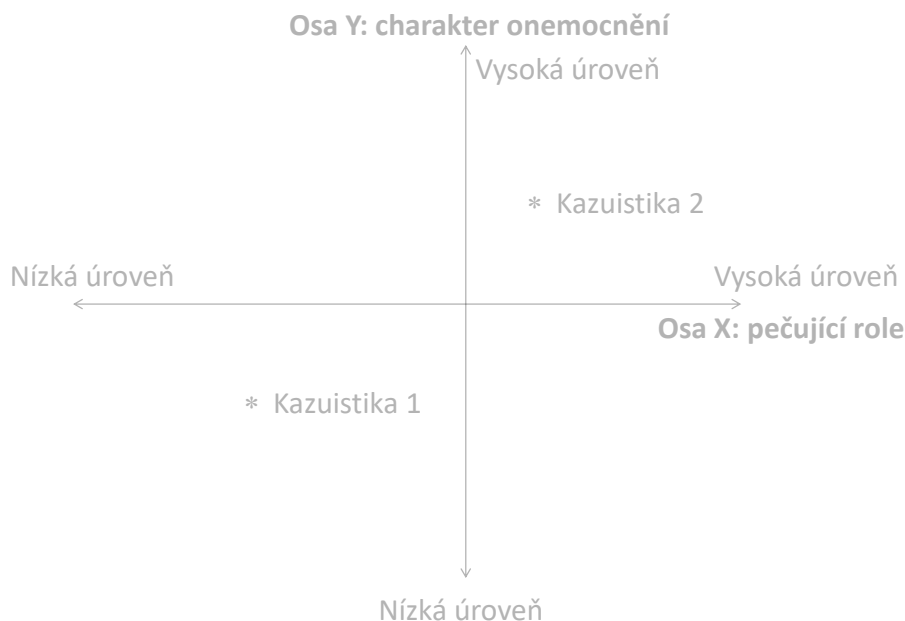 Osa Y: charakter onemocnění
Vysoká úroveň
* Kazuistika 2
Nízká úroveň
Vysoká úroveň
Osa X: pečující role
* Kazuistika 1
Nízká úroveň